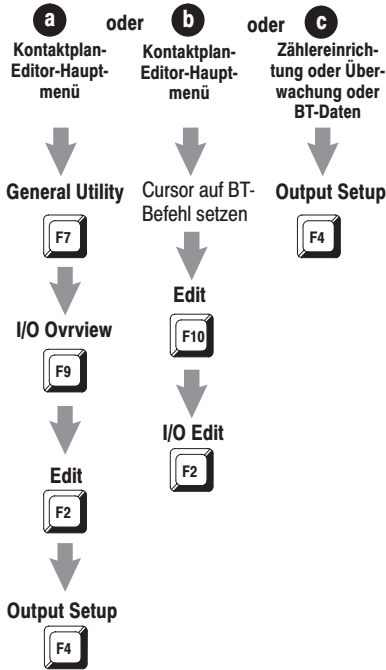 a oder b oder c
Kontaktplan-
Editor-Haupt-
menü
Kontaktplan-
Editor-Haupt-
menü
Zählereinrich-
tung oder Über-
wachung oder
BT-Daten
General Utility
F7
I/O Ovrview
F9
Edit
F2
Output Setup
F4
Cursor auf BT-
Befehl setzen
Edit
F10
I/O Edit
F2
Output Setup
F4